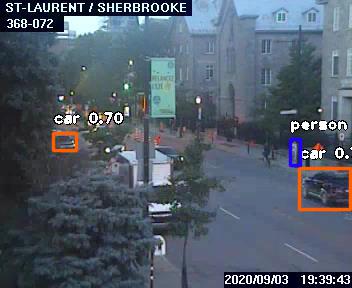 ST-LAURENT / SHERBROOKE
368-072
car 0.70
person
car 0.
2020/09/03 19:39:43